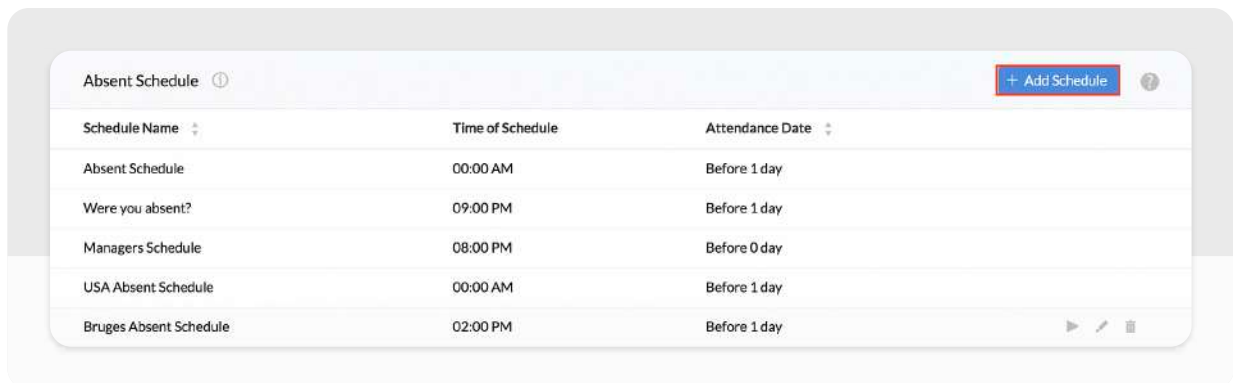 Absent Schedule
+ Add Schedule
Schedule Name Time of Schedule Attendance Date
Absent Schedule 00:00 AM Before 1 day
Were you absent? 09:00 PM Before 1 day
Managers Schedule 08:00 PM Before 0 day
USA Absent Schedule 00:00 AM Before 1 day
Bruges Absent Schedule 02:00 PM Before 1 day